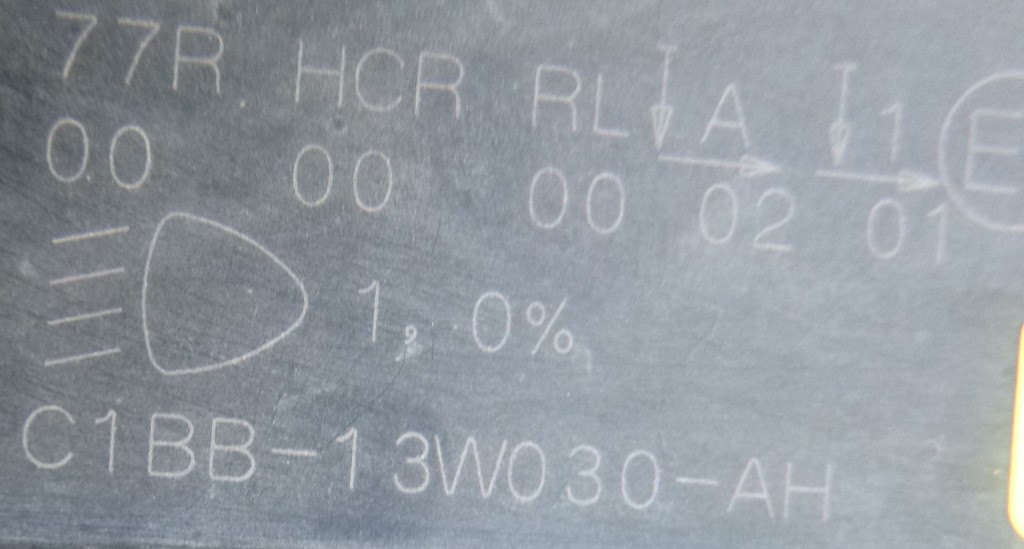 77R HCR RL A 1 E
00 00 00 02 01
1,0%
C1BB-13W030-AH